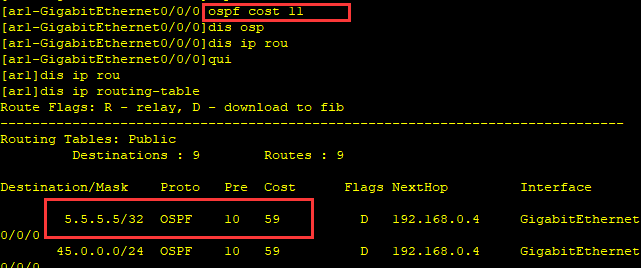 [ar1-GigabitEthernet0/0/0]ospf cost 11
[ar1-GigabitEthernet0/0/0]dis osp
[ar1-GigabitEthernet0/0/0]dis ip rou
[ar1-GigabitEthernet0/0/0]qui
[ar1]dis ip rou
[ar1]dis ip routing-table
Route Flags: R - relay, D - download to fib
------------------------------------------------------------------------------
Routing Tables: Public
Destinations : 9 Routes : 9
Destination/Mask Proto Pre Cost Flags NextHop Interface
5.5.5.5/32 OSPF 10 59 D 192.168.0.4 GigabitEthernet
0/0/0
45.0.0.0/24 OSPF 10 59 D 192.168.0.4 GigabitEthernet
0/0/0